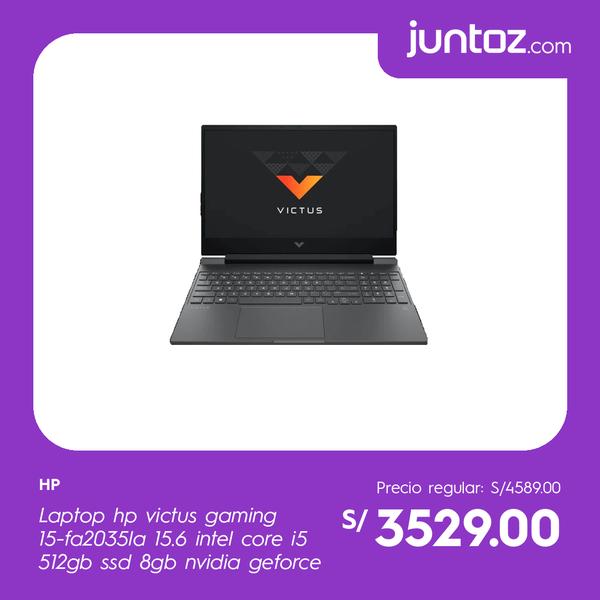 juntoz.com
VICTUS
HP
Laptop hp victus gaming
15-fa2035la 15.6 intel core i5
512gb ssd 8gb nvidia geforce
Precio regular: S/4589.00
S/ 3529.00